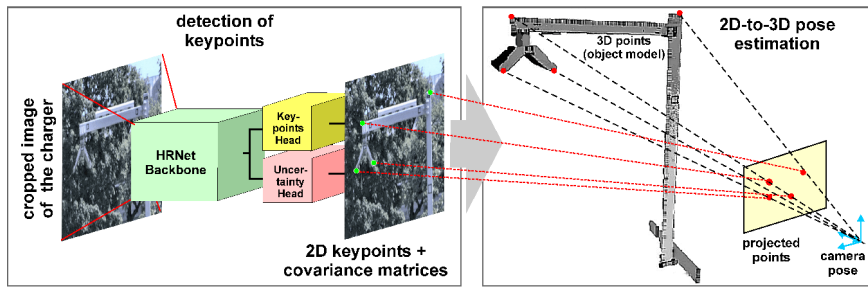 detection of
keypoints
cropped image
of the charger
HRNet
Backbone
Key-
points
Head
Uncer-
tainty
Head
2D keypoints +
covariance matrices
2D-to-3D pose
estimation
3D points
(object model)
projected
points
camera
pose